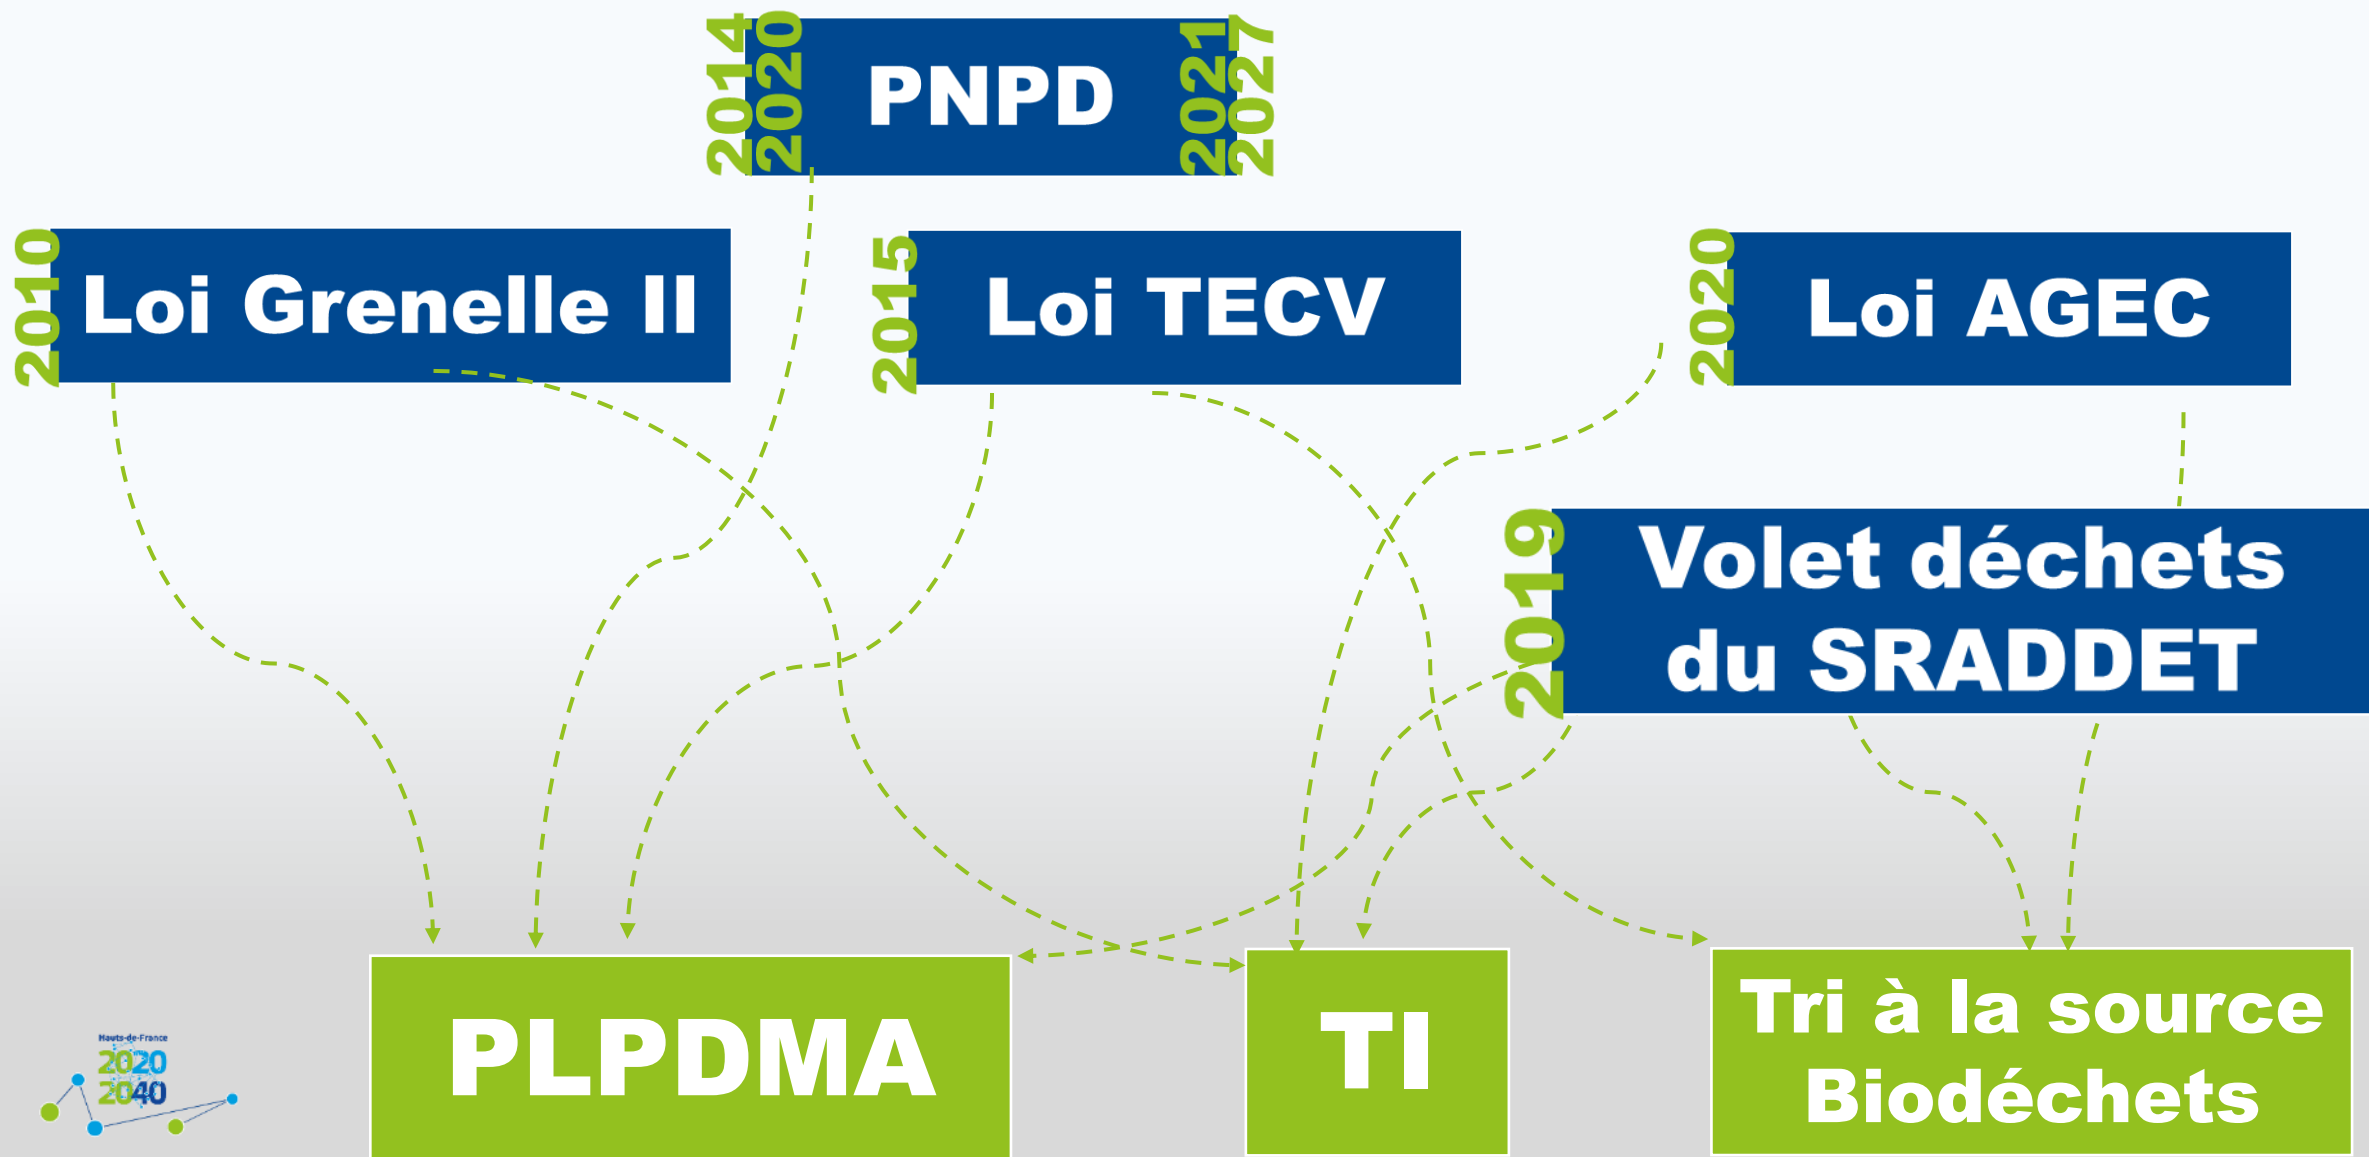 2014
2020
PNPD
2021
2027
2010
Loi Grenelle II
2015
Loi TECV
2020
Loi AGEC
2019
Volet déchets
du SRADDET
PLPDMA
TI
Tri à la source
Biodéchets
Hauts-de-France
2020
2040